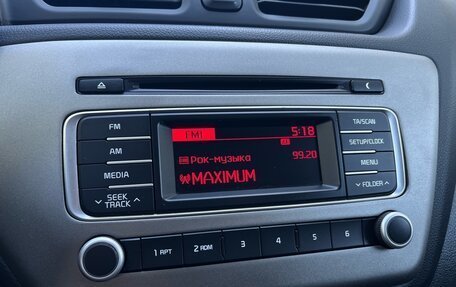 FM
AM
MEDIA
SEEK
TRACK
FM1
5:18
Рок-музыка
99.20
MAXIMUM
TA/SCAN
SETUP/CLOCK
MENU
FOLDER
1 RPT
2 RDM
3
4
5
6